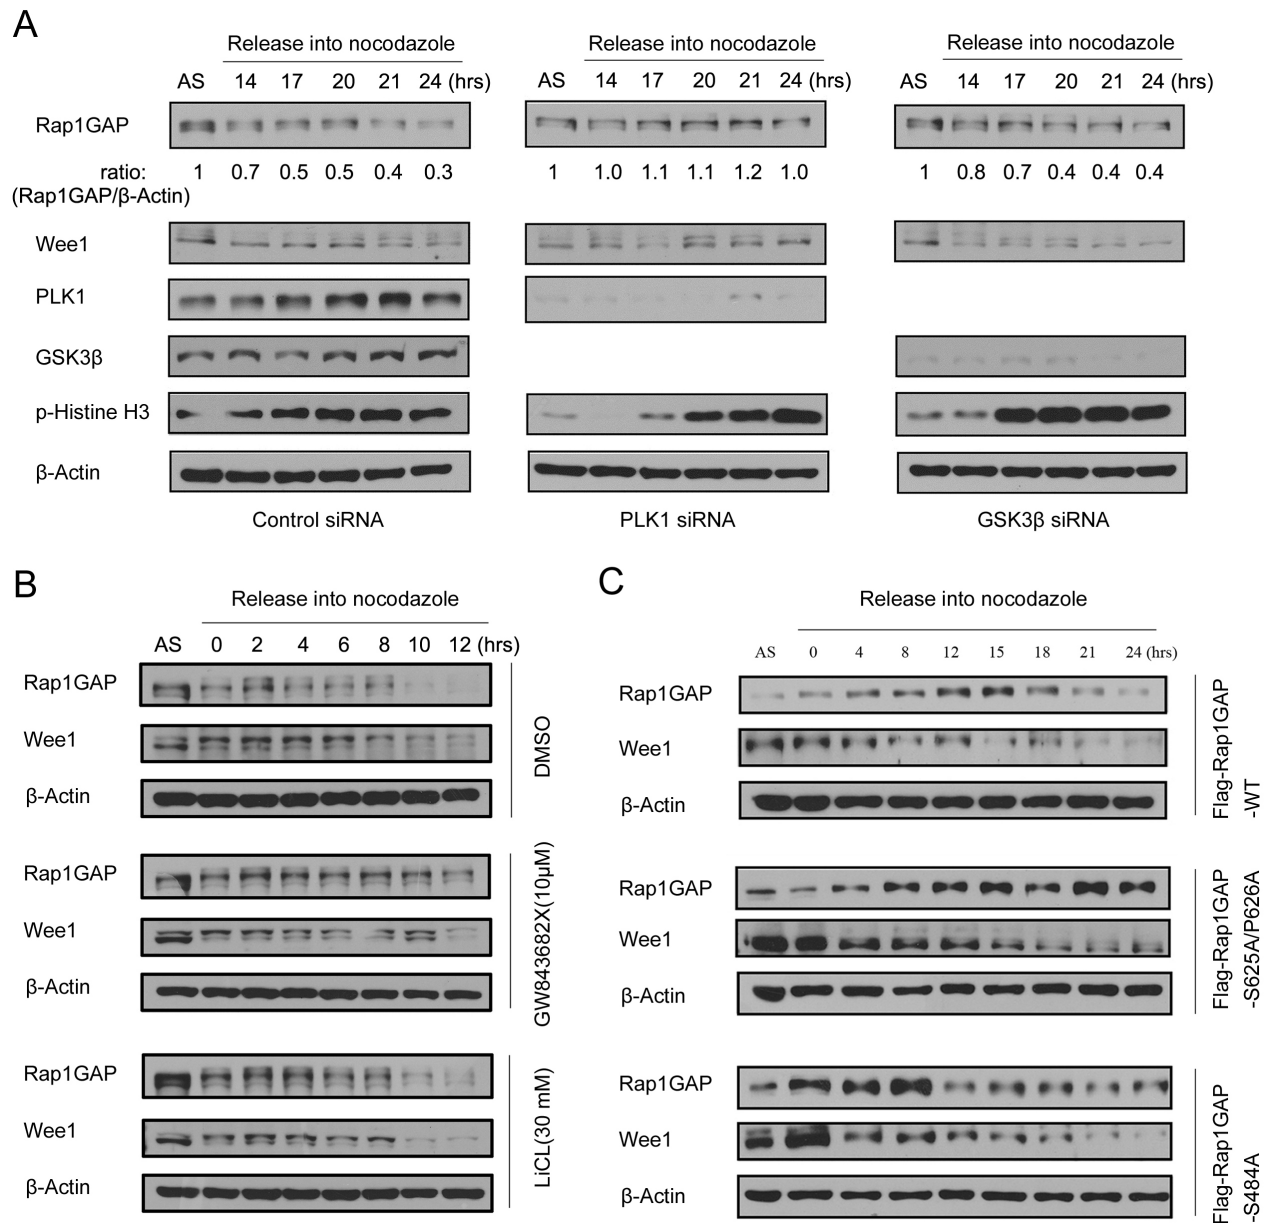 A
Release into nocodazole
Release into nocodazole
Release into nocodazole
AS 14 17 20 21 24 (hrs)
AS 14 17 20 21 24 (hrs)
AS 14 17 20 21 24 (hrs)
Rap1GAP
ratio: 1 0.7 0.5 0.5 0.4 0.3
1 1.0 1.1 1.1 1.2 1.0
1 0.8 0.7 0.4 0.4 0.4
(Rap1GAP/β-Actin)
Wee1
PLK1
GSK3β
p-Histine H3
β-Actin
Control siRNA
PLK1 siRNA
GSK3β siRNA
B
Release into nocodazole
AS 0 2 4 6 8 10 12 (hrs)
Rap1GAP
Wee1
β-Actin
DMSO
Rap1GAP
Wee1
β-Actin
GW843682X(10μM)
Rap1GAP
Wee1
β-Actin
LiCL(30 mM)
C
Release into nocodazole
AS 0 4 8 12 15 18 21 24 (hrs)
Rap1GAP
Wee1
β-Actin
Flag-Rap1GAP
-WT
Rap1GAP
Wee1
β-Actin
Flag-Rap1GAP
-S625A/P626A
Rap1GAP
Wee1
β-Actin
Flag-Rap1GAP
-S484A